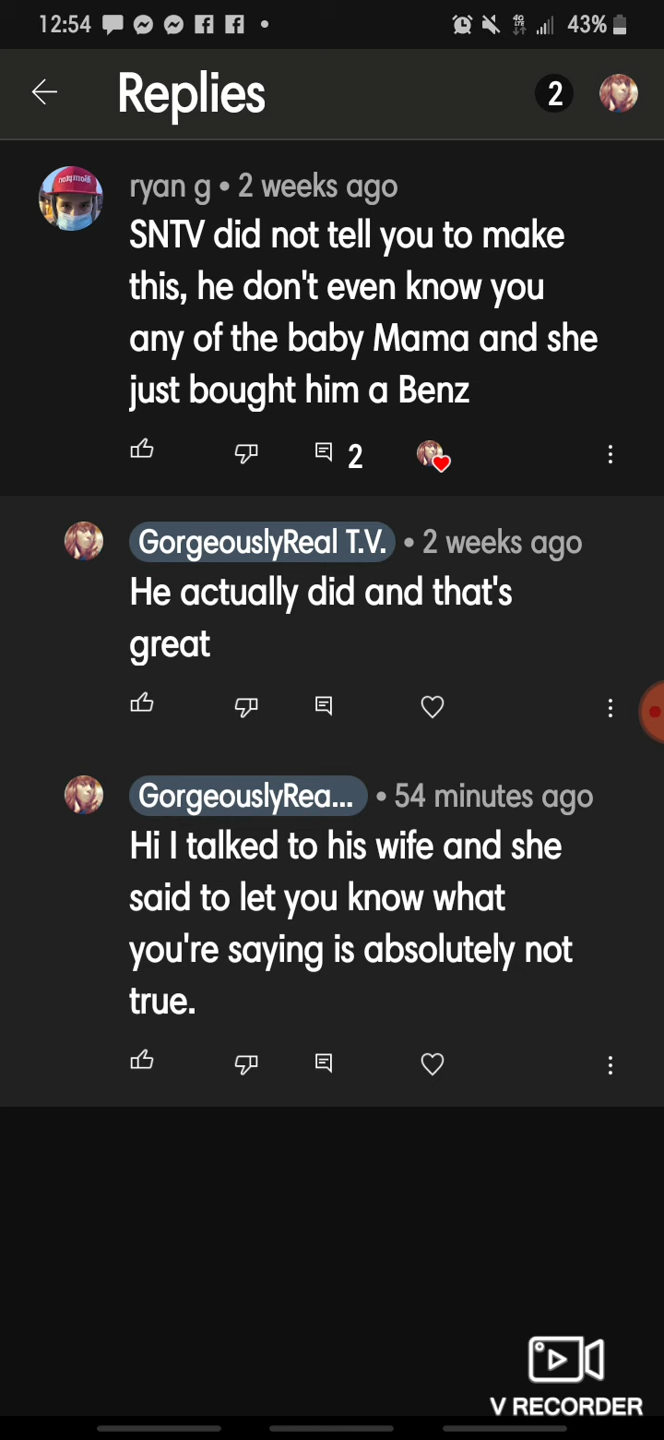 12:54 43%
Replies
2
ryan g • 2 weeks ago
SNTV did not tell you to make
this, he don't even know you
any of the baby Mama and she
just bought him a Benz
2
GorgeouslyReal T.V. • 2 weeks ago
He actually did and that's
great
GorgeouslyRea... • 54 minutes ago
Hi I talked to his wife and she
said to let you know what
you're saying is absolutely not
true.
V RECORDER